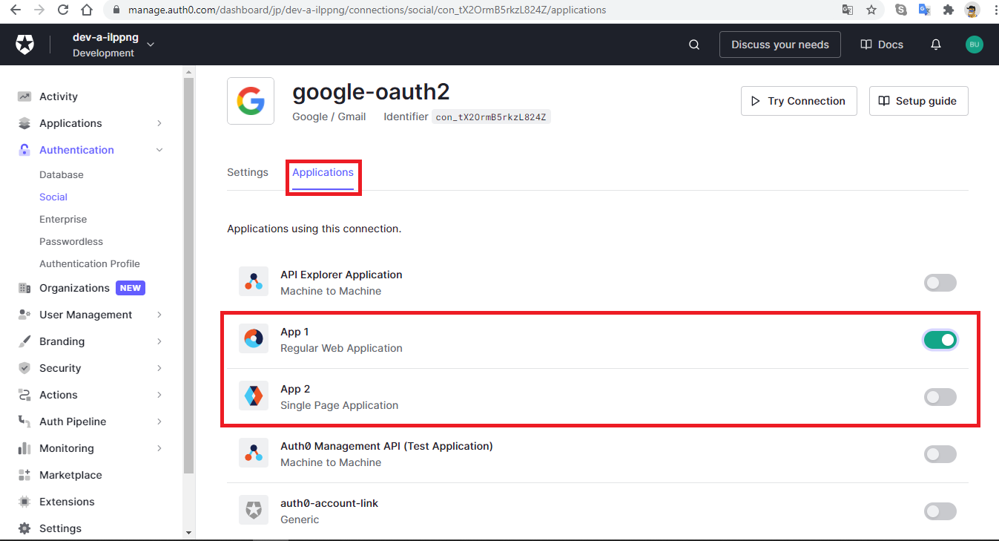 manage.auth0.com/dashboard/jp/dev-a-ilppng/connections/social/con_tX2OrmB5rkzL824Z/applications
dev-a-ilppng
Development
Discuss your needs
Docs
BU
Activity
Applications
Authentication
Database
Social
Enterprise
Passwordless
Authentication Profile
Organizations NEW
User Management
Branding
Security
Actions
Auth Pipeline
Monitoring
Marketplace
Extensions
Settings
google-oauth2
Google / Gmail Identifier con_tX2OrmB5rkzL824Z
Try Connection
Setup guide
Settings Applications
Applications using this connection.
API Explorer Application
Machine to Machine
App 1
Regular Web Application
App 2
Single Page Application
Auth0 Management API (Test Application)
Machine to Machine
auth0-account-link
Generic